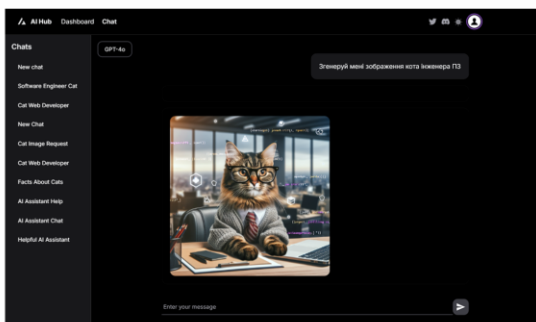 AI Hub Dashboard Chat
Chats
New chat
Software Engineer Cat
Cat Web Developer
New Chat
Cat Image Request
Cat Web Developer
Facts About Cats
AI Assistant Help
AI Assistant Chat
Helpful AI Assistant
GPT-4o
Згенеруй мені зображення кота інженера ПЗ
Enter your message